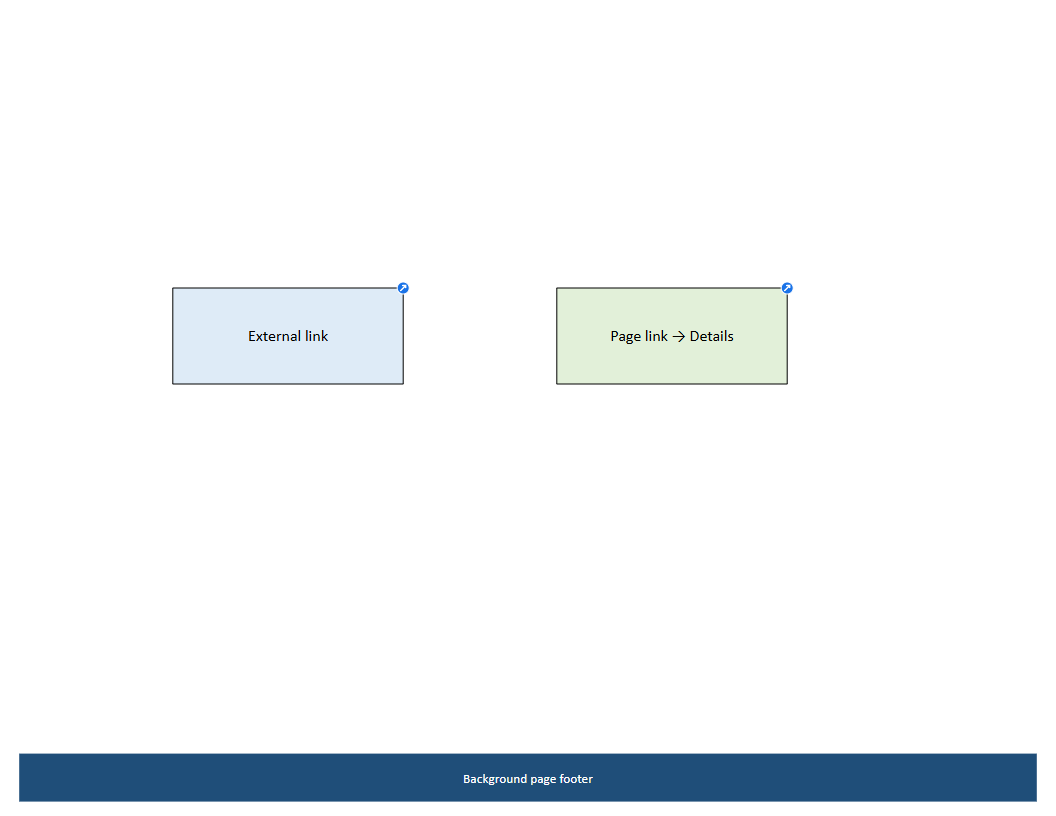 External link
Page link → Details
Background page footer